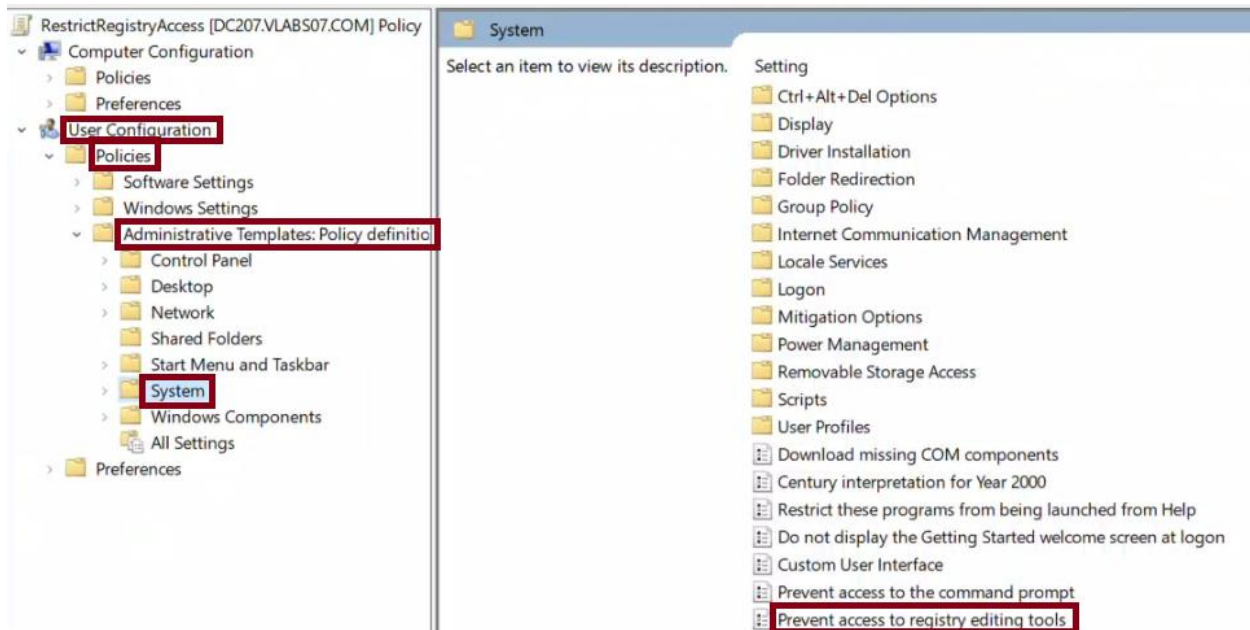 RestrictRegistryAccess [DC207.VLABS07.COM] Policy
Computer Configuration
Policies
Preferences
User Configuration
Policies
Software Settings
Windows Settings
Administrative Templates: Policy definitio
Control Panel
Desktop
Network
Shared Folders
Start Menu and Taskbar
System
Windows Components
All Settings
Preferences
System
Select an item to view its description.
Setting
Ctrl+Alt+Del Options
Display
Driver Installation
Folder Redirection
Group Policy
Internet Communication Management
Locale Services
Logon
Mitigation Options
Power Management
Removable Storage Access
Scripts
User Profiles
Download missing COM components
Century interpretation for Year 2000
Restrict these programs from being launched from Help
Do not display the Getting Started welcome screen at logon
Custom User Interface
Prevent access to the command prompt
Prevent access to registry editing tools